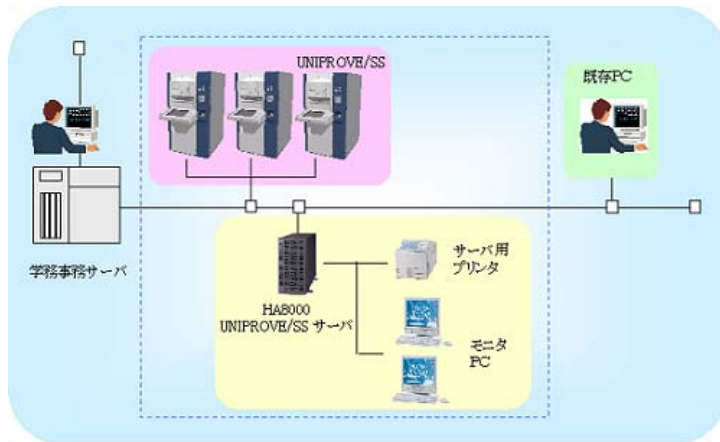 UNIPROVE/SS
既存PC
学務事務サーバ
HA8000
UNIPROVE/SS サーバ
サーバ用
プリンタ
モニタ
PC